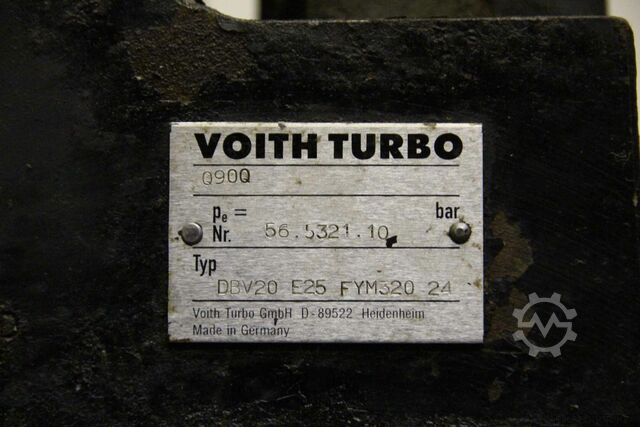 VOITH TURBO
Q90Q
pe = bar
Nr. 56.5321.10
Typ
DBV20 E25 FYM320 24
Voith Turbo GmbH D-89522 Heidenheim
Made in Germany